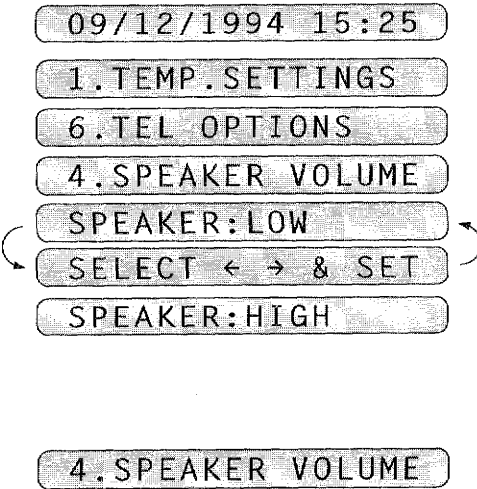 09/12/1994 15:25
1.TEMP.SETTINGS
6.TEL OPTIONS
4.SPEAKER VOLUME
SPEAKER:LOW
SELECT ← → & SET
SPEAKER:HIGH
4.SPEAKER VOLUME